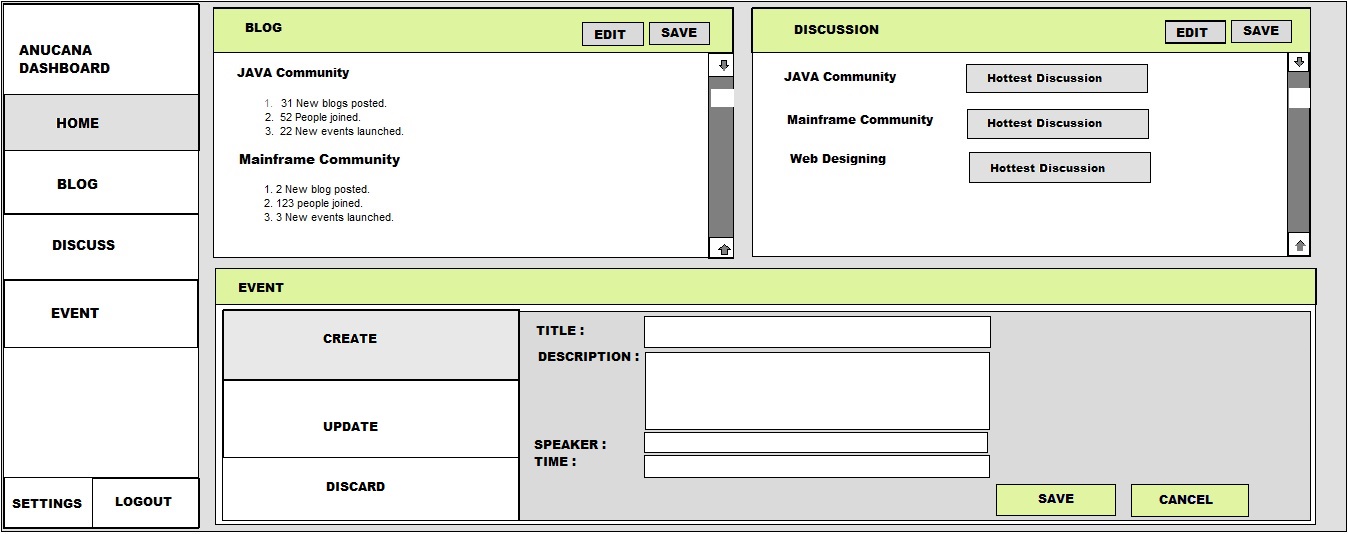 ANUCANA
DASHBOARD
HOME
BLOG
DISCUSS
EVENT
SETTINGS
LOGOUT
BLOG
EDIT
SAVE
JAVA Community
1. 31 New blogs posted.
2. 52 People joined.
3. 22 New events launched.
Mainframe Community
1. 2 New blog posted.
2. 123 people joined.
3. 3 New events launched.
DISCUSSION
EDIT
SAVE
JAVA Community
Hottest Discussion
Mainframe Community
Hottest Discussion
Web Designing
Hottest Discussion
EVENT
CREATE
UPDATE
DISCARD
TITLE :
DESCRIPTION :
SPEAKER :
TIME :
SAVE
CANCEL